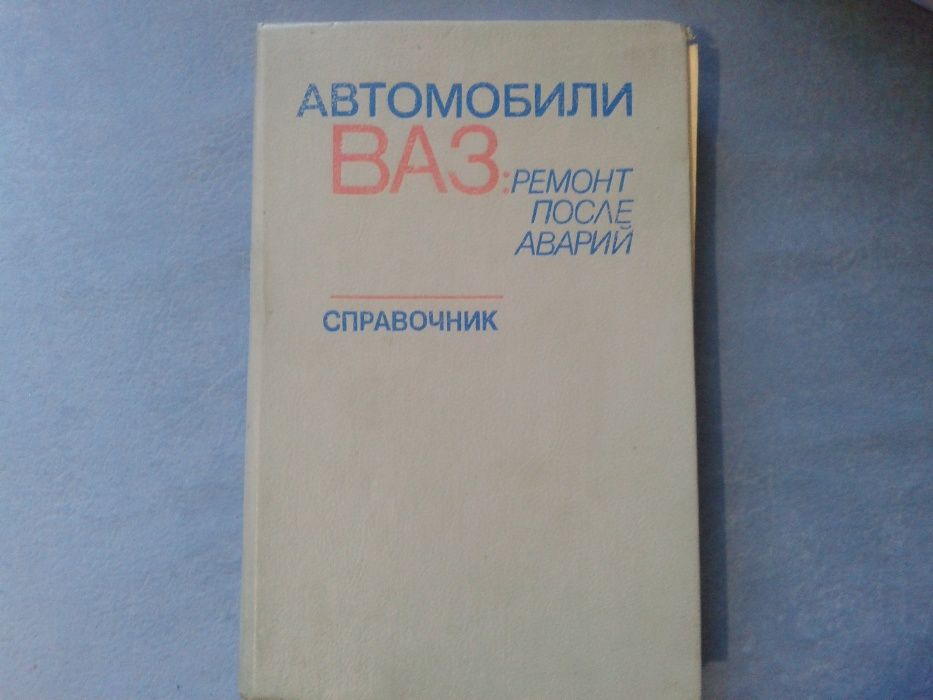 АВТОМОБИЛИ
ВАЗ: РЕМОНТ
ПОСЛЕ
АВАРИЙ
СПРАВОЧНИК